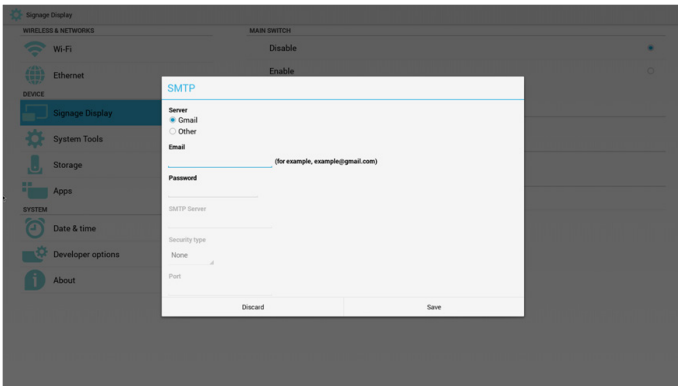 Signage Display
WIRELESS & NETWORKS
Wi-Fi
Ethernet
DEVICE
Signage Display
System Tools
Storage
Apps
SYSTEM
Date & time
Developer options
About
MAIN SWITCH
Disable
Enable
SMTP
Server
Gmail
Other
Email
(for example, example@gmail.com)
Password
SMTP Server
Security type
None
Port
Discard
Save